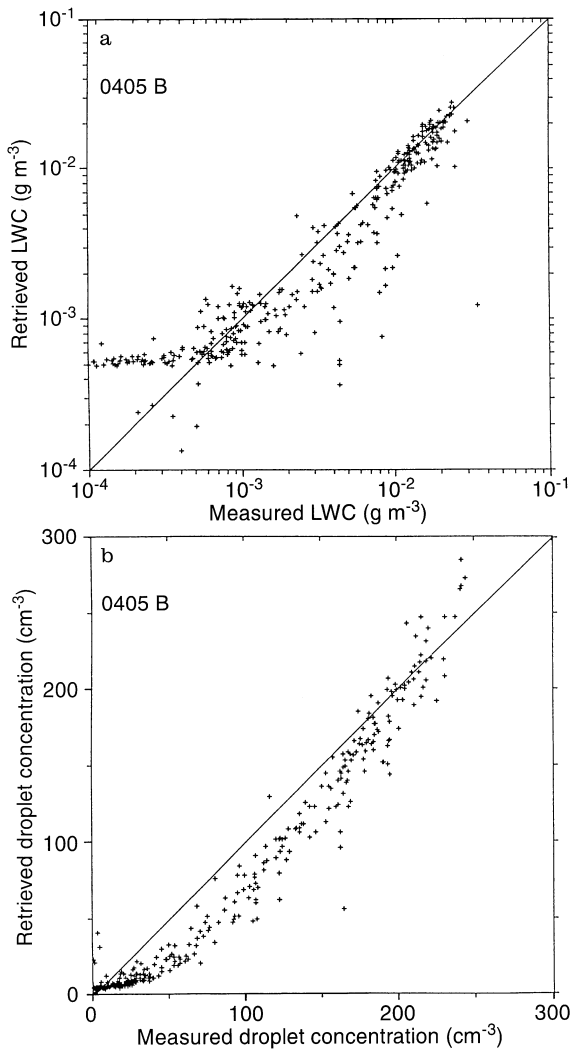 10-1
a
0405 B
10-2
10-3
10-4
Retrieved LWC (g m-3)
10-4 10-3 10-2 10-1
Measured LWC (g m-3)
300
b
0405 B
200
100
0
Retrieved droplet concentration (cm-3)
0 100 200 300
Measured droplet concentration (cm-3)